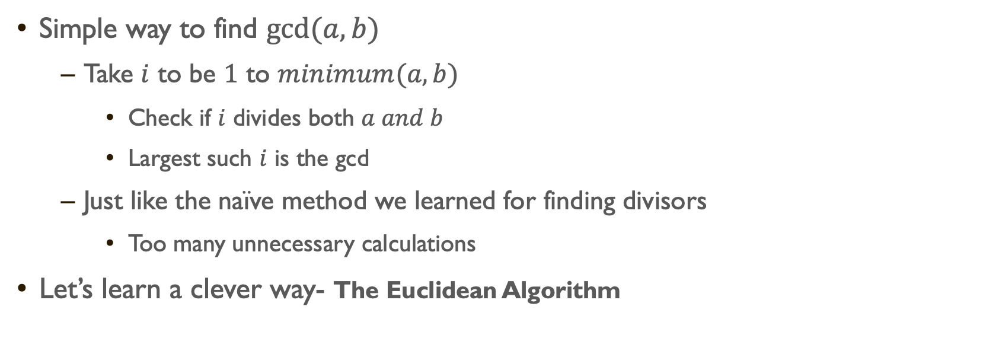 • Simple way to find gcd(a, b)
– Take i to be 1 to minimum(a, b)
• Check if i divides both a and b
• Largest such i is the gcd
– Just like the naïve method we learned for finding divisors
• Too many unnecessary calculations
• Let’s learn a clever way- The Euclidean Algorithm